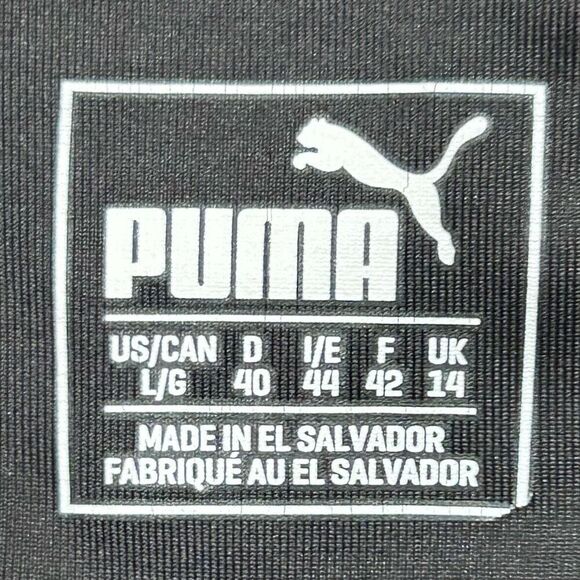 PUMA
US/CAN D I/E F UK
L/G 40 44 42 14
MADE IN EL SALVADOR
FABRIQUÉ AU EL SALVADOR